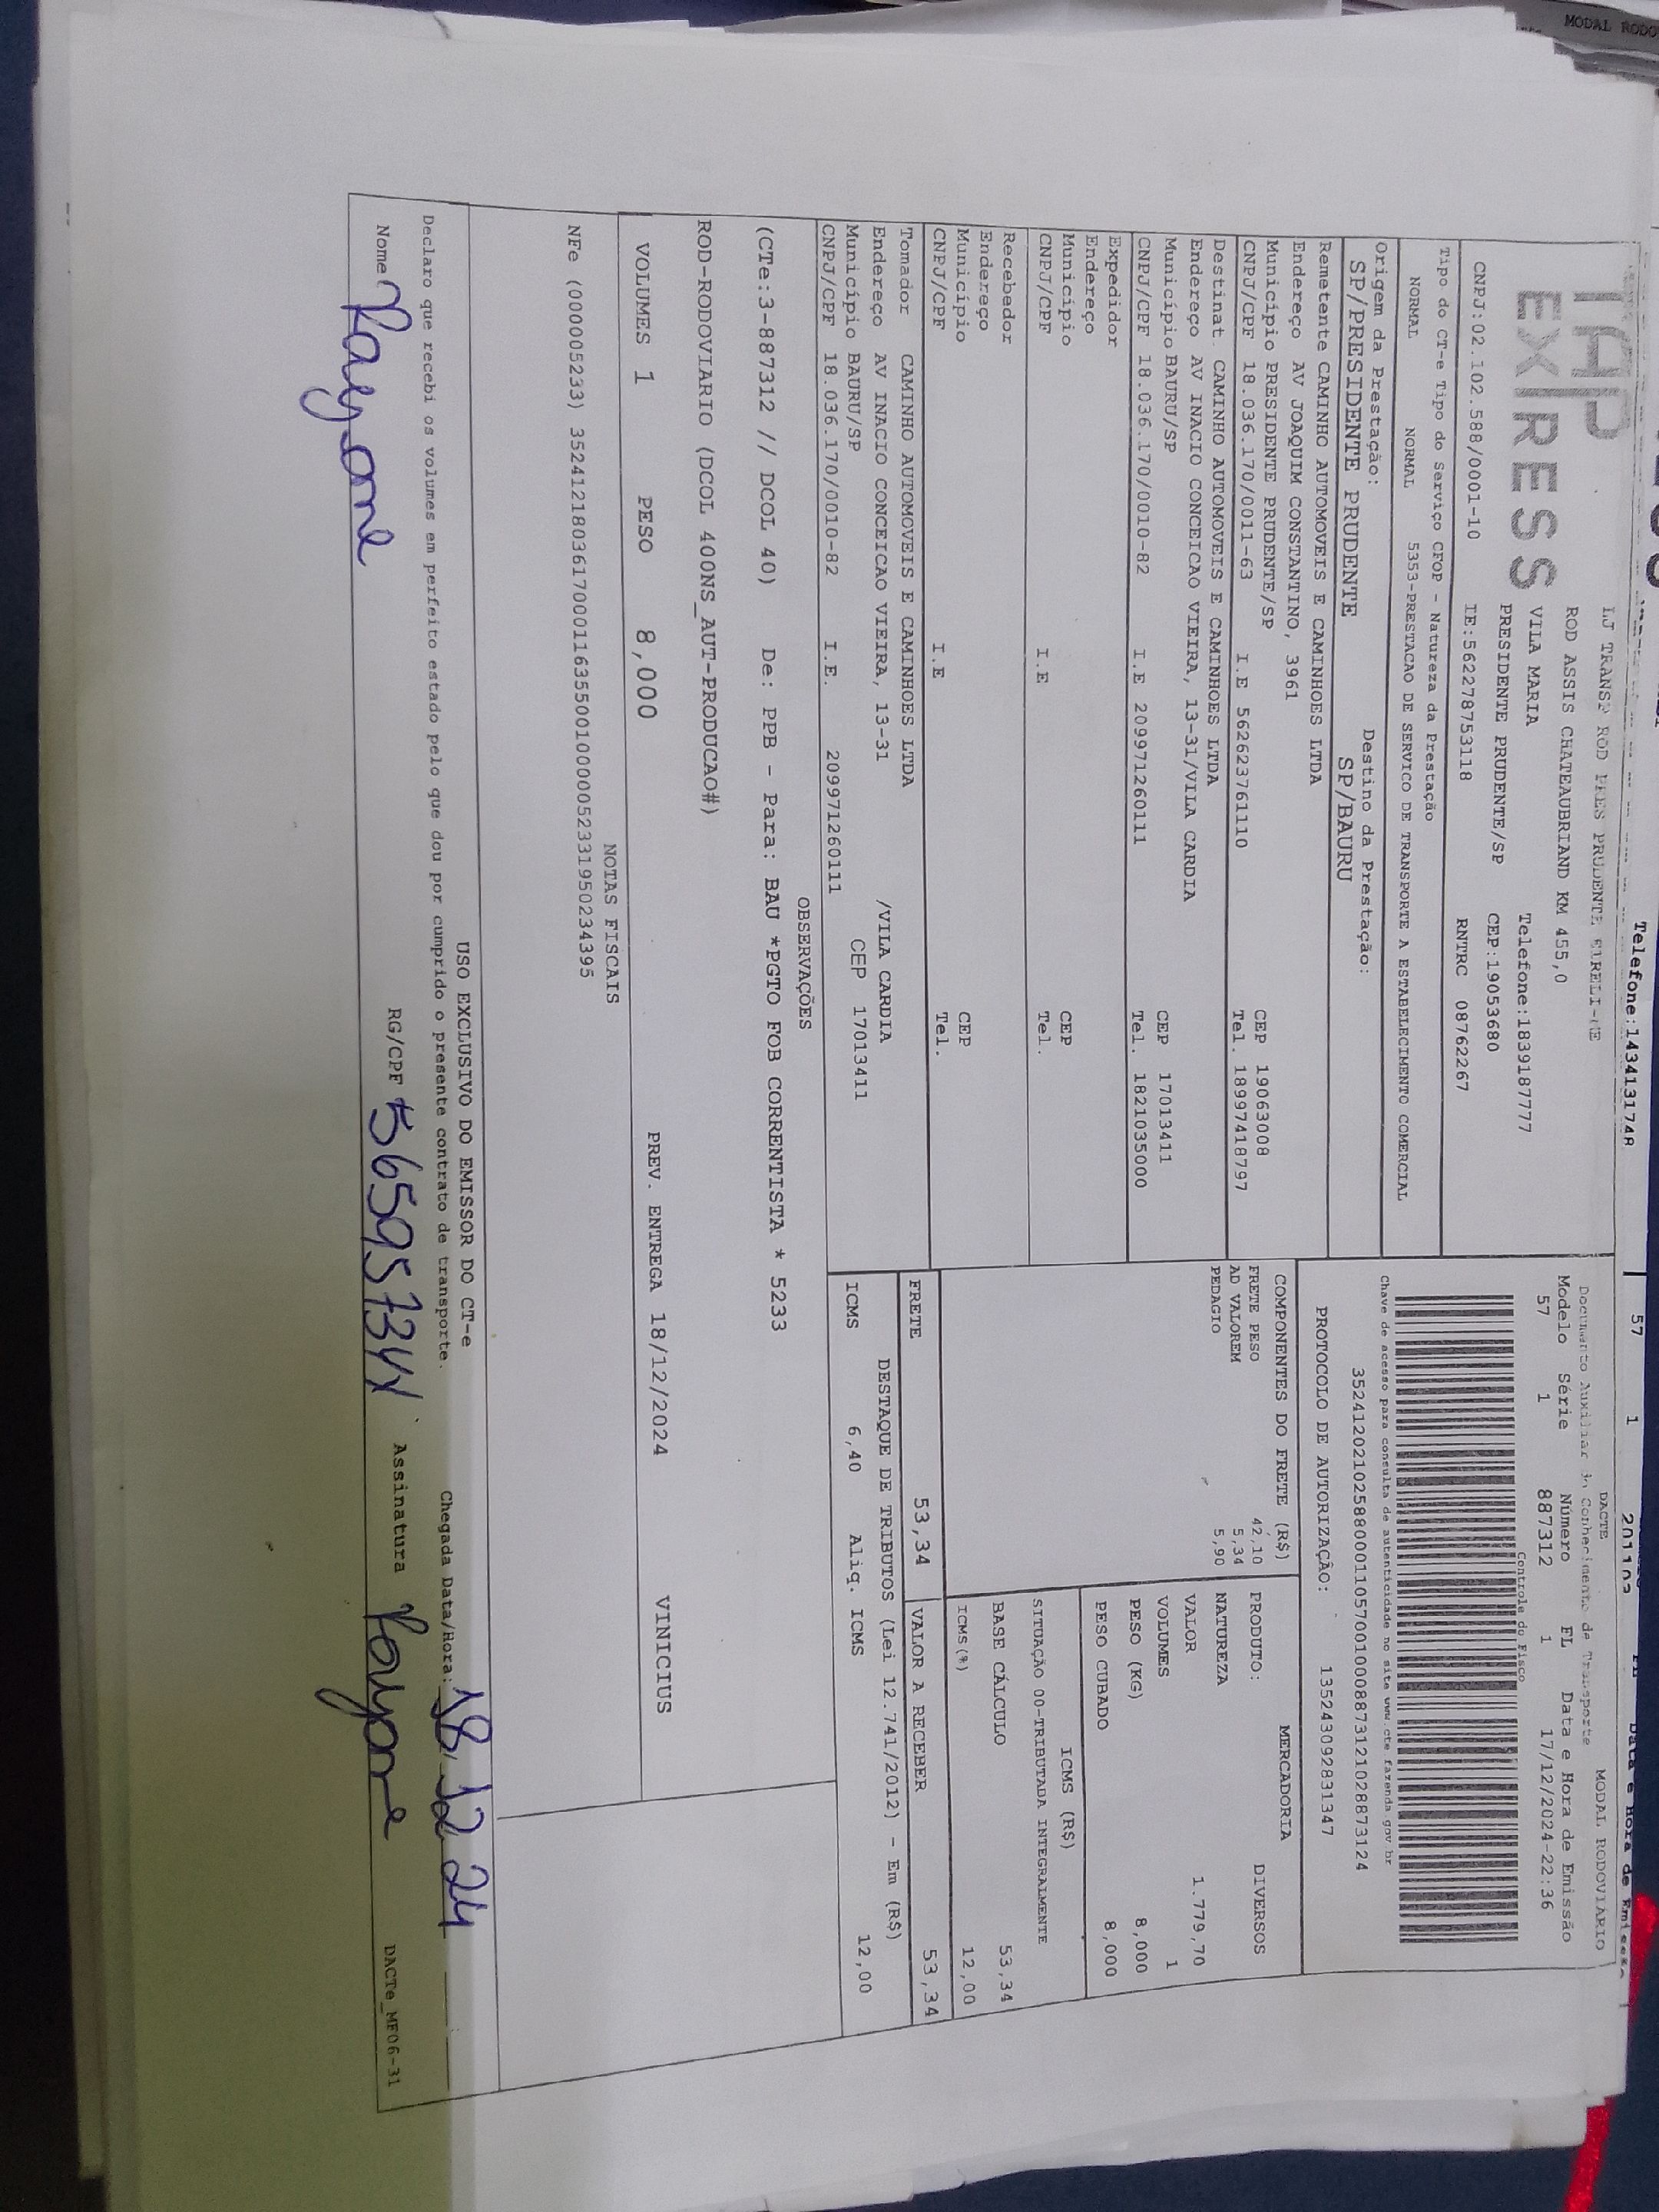 MODAL RODO
Telefone:1434131748
57 1 201103
Data e Hora de Emissão
TAP
EXPRESS
LJ TRANSP ROD PRES PRUDENTE EIRELI-ME
ROD ASSIS CHATEAUBRIAND KM 455,0
VILA MARIA Telefone:1839187777
PRESIDENTE PRUDENTE/SP CEP:19053680
CNPJ:02.102.588/0001-10 IE:562278753118 RNTRC 08762267
DACTE MODAL RODOVIARIO
Documento Auxiliar do Conhecimento de Transporte
Modelo Série Número FL Data e Hora de Emissão
57 1 887312 1 17/12/2024-22:36
Controle do Fisco
Chave de acesso para consulta de autenticidade no site www.cte fazenda gov br
35241202102588000110570010008873121028873124
PROTOCOLO DE AUTORIZAÇÃO: 135243092831347
Tipo do CT-e Tipo do Serviço CFOP - Natureza da Prestação
NORMAL NORMAL 5353-PRESTACAO DE SERVICO DE TRANSPORTE A ESTABELECIMENTO COMERCIAL
Origem da Prestação: Destino da Prestação:
SP/PRESIDENTE PRUDENTE SP/BAURU
Remetente CAMINHO AUTOMOVEIS E CAMINHOES LTDA
Endereço AV JOAQUIM CONSTANTINO, 3961
Município PRESIDENTE PRUDENTE/SP CEP 19063008
CNPJ/CPF 18.036.170/0011-63 I.E 562623761110 Tel. 18997418797
Destinat. CAMINHO AUTOMOVEIS E CAMINHOES LTDA
Endereço AV INACIO CONCEICAO VIEIRA, 13-31/VILA CARDIA
Município BAURU/SP CEP 17013411
CNPJ/CPF 18.036.170/0010-82 I.E 209971260111 Tel. 1821035000
Expedidor
Endereço
Município CEP
CNPJ/CPF I.E Tel.
Recebedor
Endereço
Município CEP
CNPJ/CPF I.E Tel.
Tomador CAMINHO AUTOMOVEIS E CAMINHOES LTDA
Endereço AV INACIO CONCEICAO VIEIRA, 13-31 /VILA CARDIA
Município BAURU/SP CEP 17013411
CNPJ/CPF 18.036.170/0010-82 I.E. 209971260111
COMPONENTES DO FRETE (R$)
FRETE PESO 42,10
AD VALOREM 5,34
PEDAGIO 5,90
MERCADORIA
PRODUTO: DIVERSOS
NATUREZA
VALOR 1.779,70
VOLUMES 1
PESO (KG) 8,000
PESO CUBADO 8,000
ICMS (R$)
SITUAÇÃO 00-TRIBUTADA INTEGRALMENTE
BASE CÁLCULO 53,34
ICMS(%) 12,00
FRETE 53,34 VALOR A RECEBER 53,34
DESTAQUE DE TRIBUTOS (Lei 12.741/2012) - Em (R$)
ICMS 6,40 Aliq. ICMS 12,00
OBSERVAÇÕES
(CTe:3-887312 // DCOL 40) De: PPB - Para: BAU *PGTO FOB CORRENTISTA * 5233
ROD-RODOVIARIO (DCOL 400NS_AUT-PRODUCAO#)
VOLUMES 1 PESO 8,000 PREV. ENTREGA 18/12/2024 VINICIUS
NOTAS FISCAIS
NFe (000005233) 35241218036170001163550010000052331950234395
USO EXCLUSIVO DO EMISSOR DO CT-e
Declaro que recebi os volumes em perfeito estado pelo que dou por cumprido o presente contrato de transporte. Chegada Data/Hora: 18 12 24
Nome Rayane RG/CPF Assinatura Rayane DACTe_MF06-31